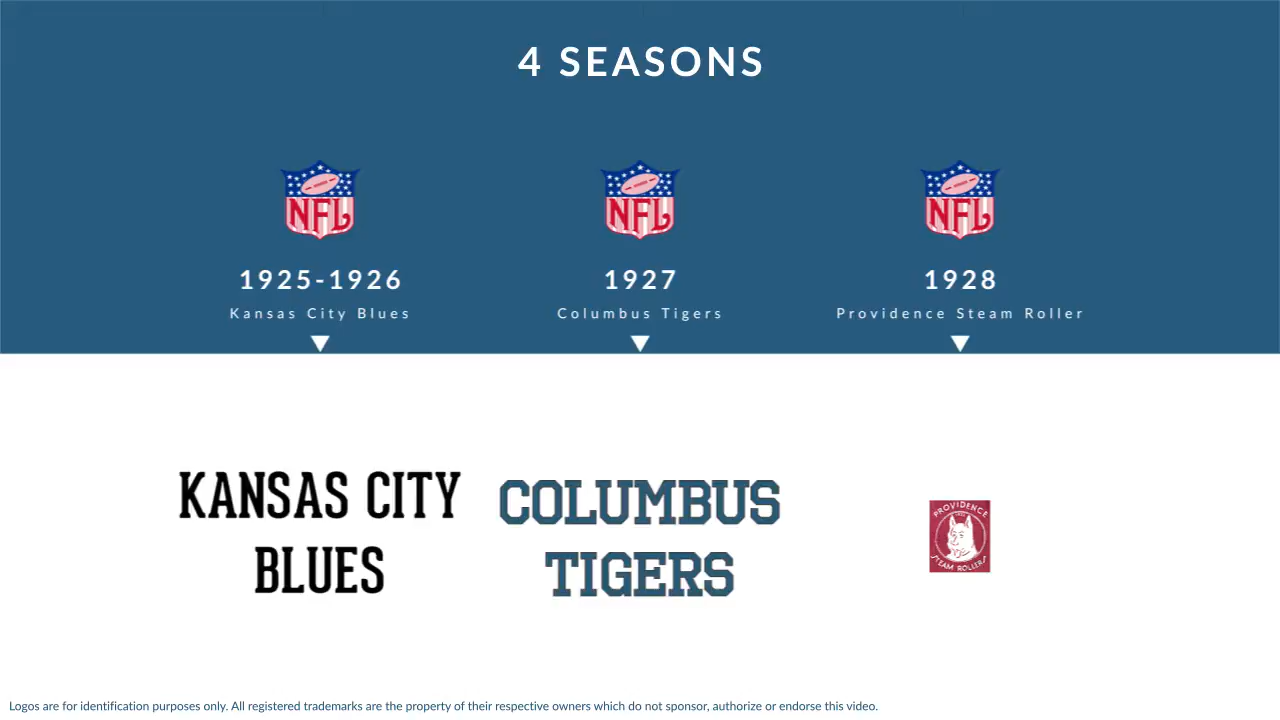 4 SEASONS
NFL NFL NFL
1925-1926 1927 1928
Kansas City Blues Columbus Tigers Providence Steam Roller
KANSAS CITY
BLUES
COLUMBUS
TIGERS
PROVIDENCE
STEAM ROLLERS
Logos are for identification purposes only. All registered trademarks are the property of their respective owners which do not sponsor, authorize or endorse this video.